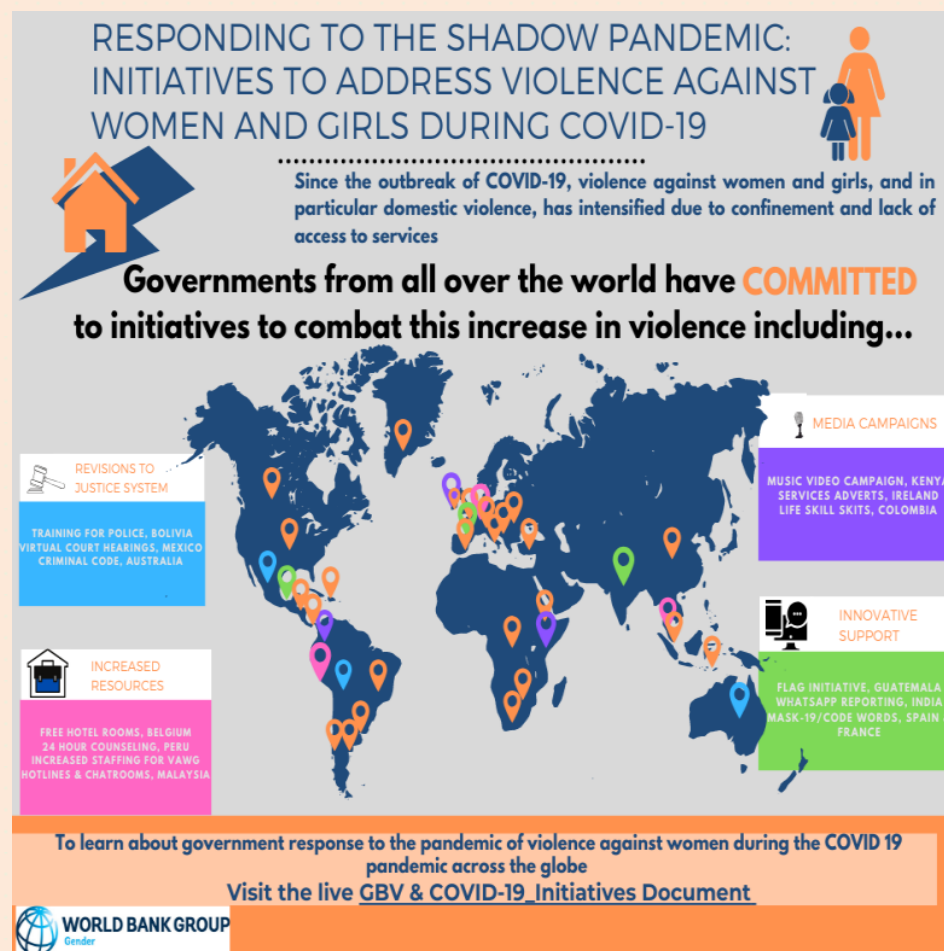 RESPONDING TO THE SHADOW PANDEMIC:
INITIATIVES TO ADDRESS VIOLENCE AGAINST
WOMEN AND GIRLS DURING COVID-19
Since the outbreak of COVID-19, violence against women and girls, and in
particular domestic violence, has intensified due to confinement and lack of
access to services
Governments from all over the world have COMMITTED
to initiatives to combat this increase in violence including...
REVISIONS TO
JUSTICE SYSTEM
TRAINING FOR POLICE, BOLIVIA
VIRTUAL COURT HEARINGS, MEXICO
CRIMINAL CODE, AUSTRALIA
INCREASED
RESOURCES
FREE HOTEL ROOMS, BELGIUM
24 HOUR COUNSELING, PERU
INCREASED STAFFING FOR VAWG
HOTLINES & CHATROOMS, MALAYSIA
MEDIA CAMPAIGNS
MUSIC VIDEO CAMPAIGN, KENYA
SERVICES ADVERTS, IRELAND
LIFE SKILL SKITS, COLOMBIA
INNOVATIVE
SUPPORT
FLAG INITIATIVE, GUATEMALA
WHATSAPP REPORTING, INDIA
MASK-19/CODE WORDS, SPAIN &
FRANCE
To learn about government response to the pandemic of violence against women during the COVID 19
pandemic across the globe
Visit the live GBV & COVID-19_Initiatives Document
WORLD BANK GROUP
Gender